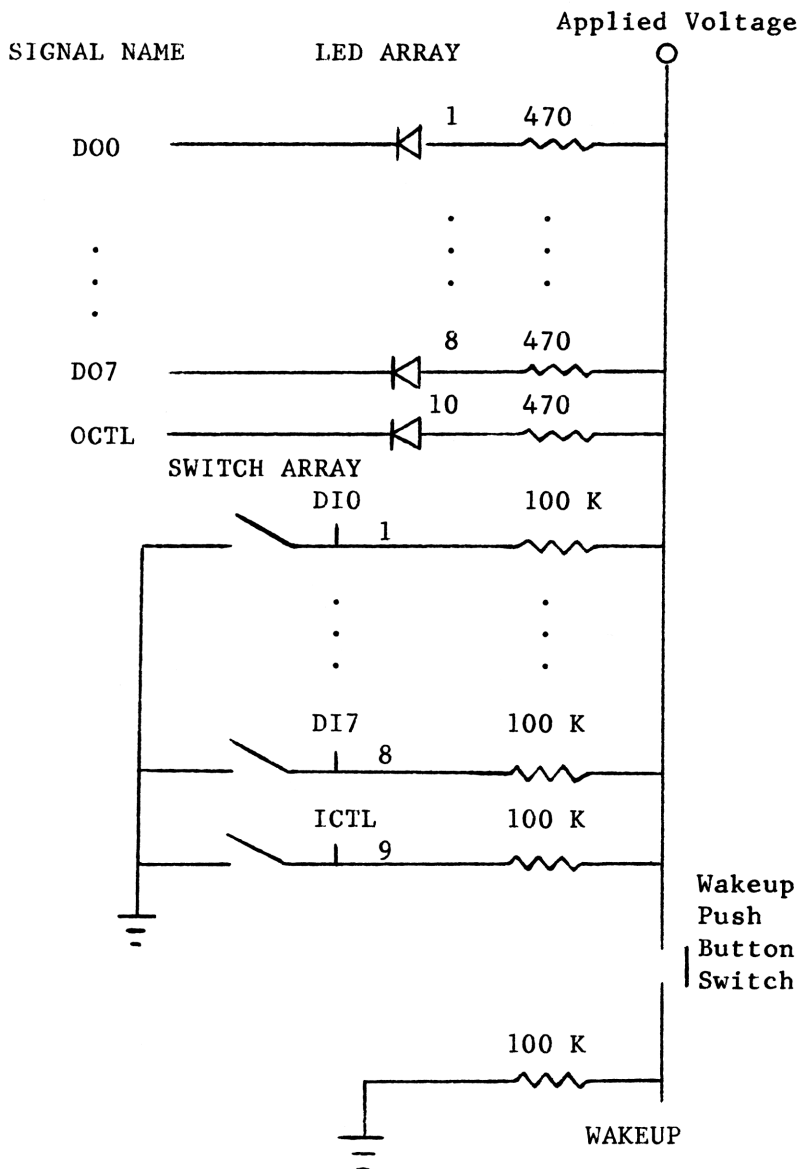 Applied Voltage
SIGNAL NAME LED ARRAY
1 470
DO0
8 470
DO7
10 470
OCTL
SWITCH ARRAY
DI0 100 K
1
DI7 100 K
8
ICTL 100 K
9
Wakeup
Push
Button
Switch
100 K
WAKEUP